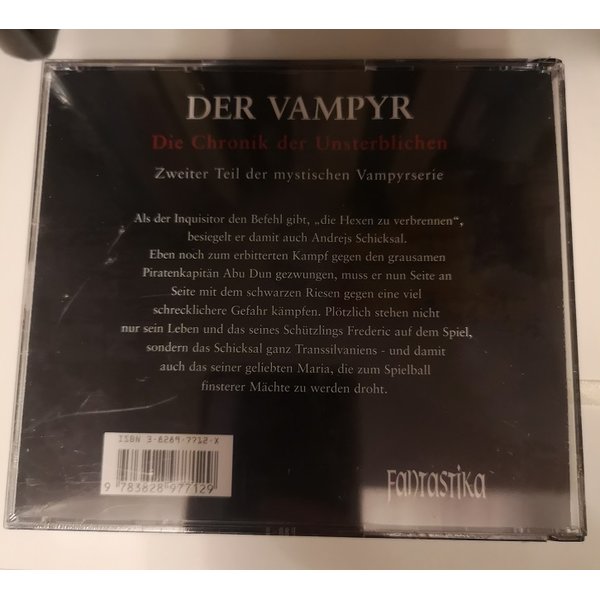 DER VAMPYR
Die Chronik der Unsterblichen
Zweiter Teil der mystischen Vampyrserie
Als der Inquisitor den Befehl gibt, „die Hexen zu verbrennen“,
besiegelt er damit auch Andrejs Schicksal.
Eben noch zum erbitterten Kampf gegen den grausamen
Piratenkapitän Abu Dun gezwungen, muss er nun Seite an
Seite mit dem schwarzen Riesen gegen eine viel
schrecklichere Gefahr kämpfen. Plötzlich stehen nicht
nur sein Leben und das seines Schützlings Frederic auf dem Spiel,
sondern das Schicksal ganz Transsilvaniens - und damit
auch das seiner geliebten Maria, die zum Spielball
finsterer Mächte zu werden droht.
ISBN 3-8289-7712-X
9 783828 977129
Fantastika